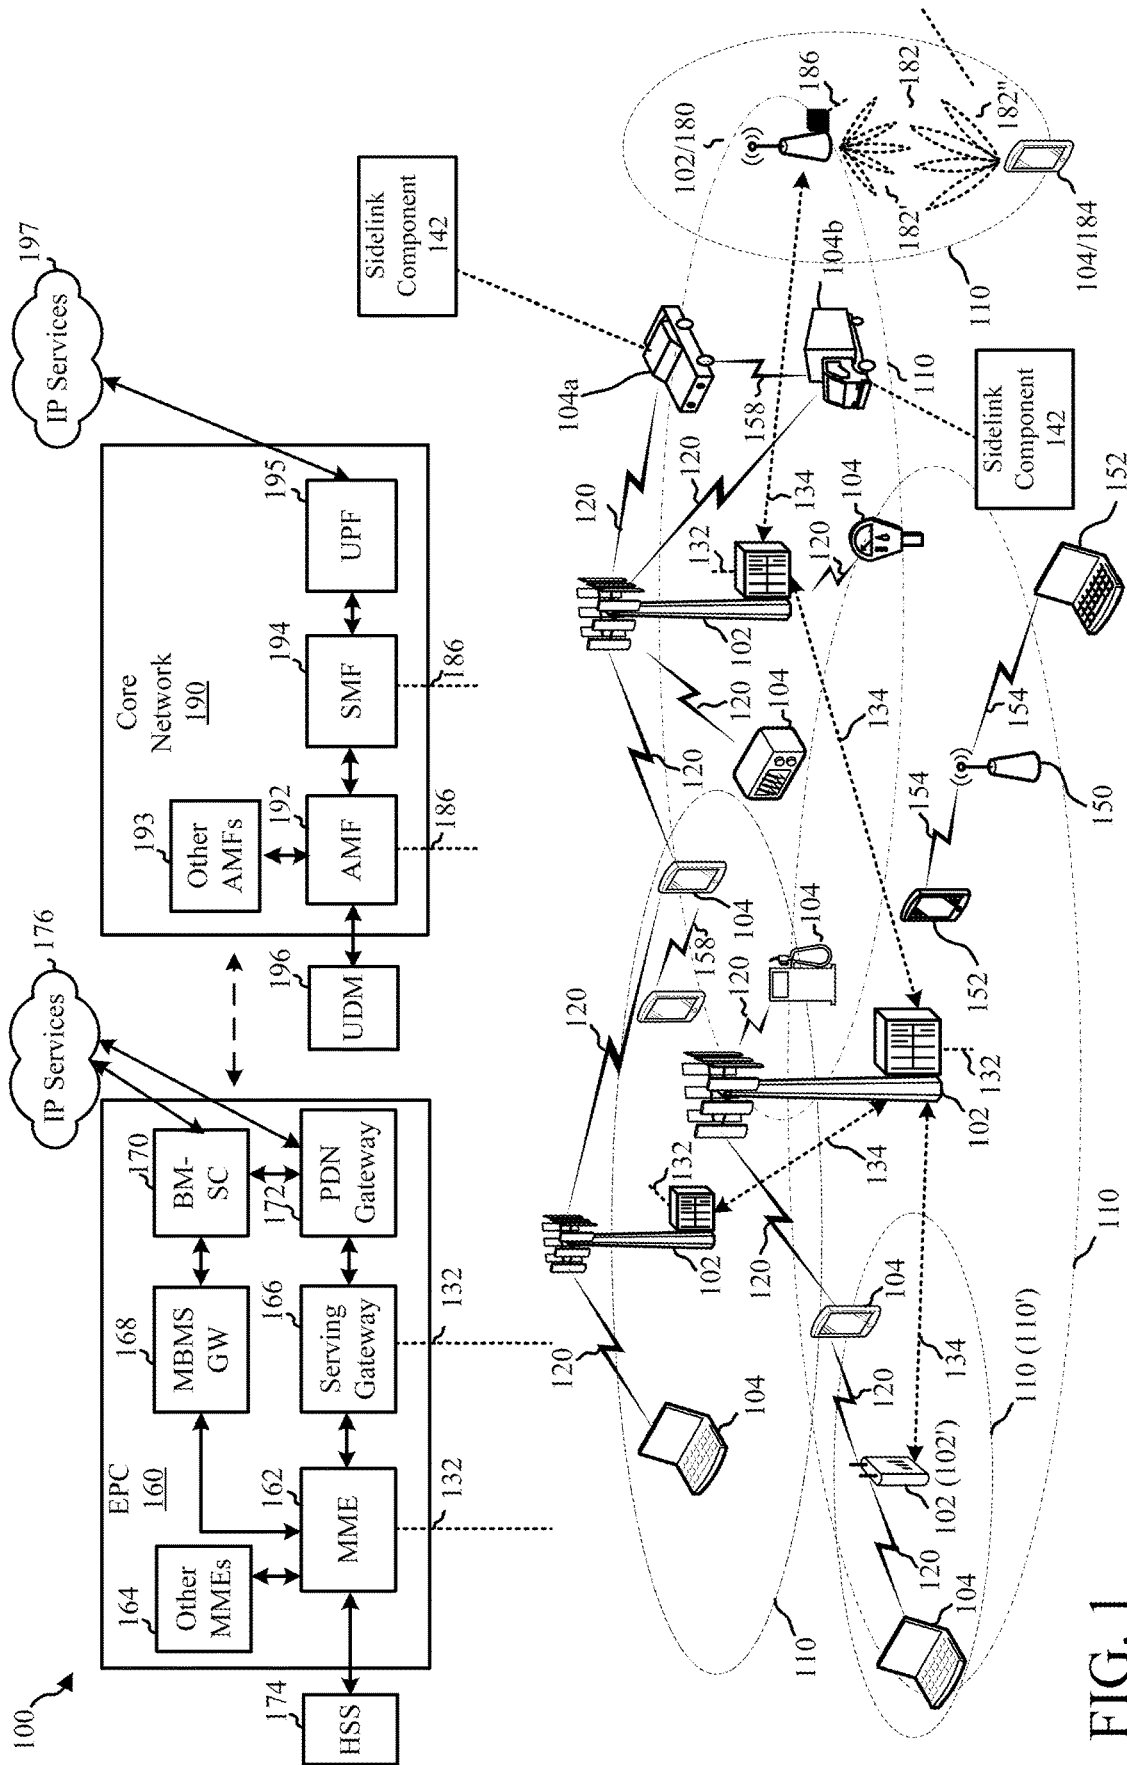 100
176
IP Services
197
IP Services
EPC
160
164
Other
MMEs
168
MBMS
GW
170
BM-
SC
162
MME
166
Serving
Gateway
172
PDN
Gateway
174
HSS
132
132
Core
Network
190
193
Other
AMFs
192
AMF
194
SMF
195
UPF
196
UDM
186
186
Sidelink
Component
142
104a
120
120
158
104b
110
Sidelink
Component
142
102/180
186
182
182'
182"
104/184
110
132
134
102
120
104
120
104
120
120
158
104
120
104
134
132
102
134
132
102
120
104
120
120
104
134
102 (102')
120
104
110
110 (110')
110
152
154
150
154
152
FIG. 1